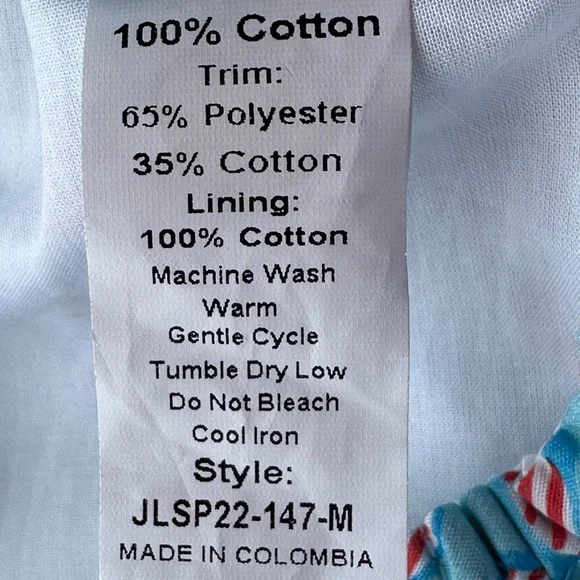 100% Cotton
Trim:
65% Polyester
35% Cotton
Lining:
100% Cotton
Machine Wash
Warm
Gentle Cycle
Tumble Dry Low
Do Not Bleach
Cool Iron
Style:
JLSP22-147-M
MADE IN COLOMBIA